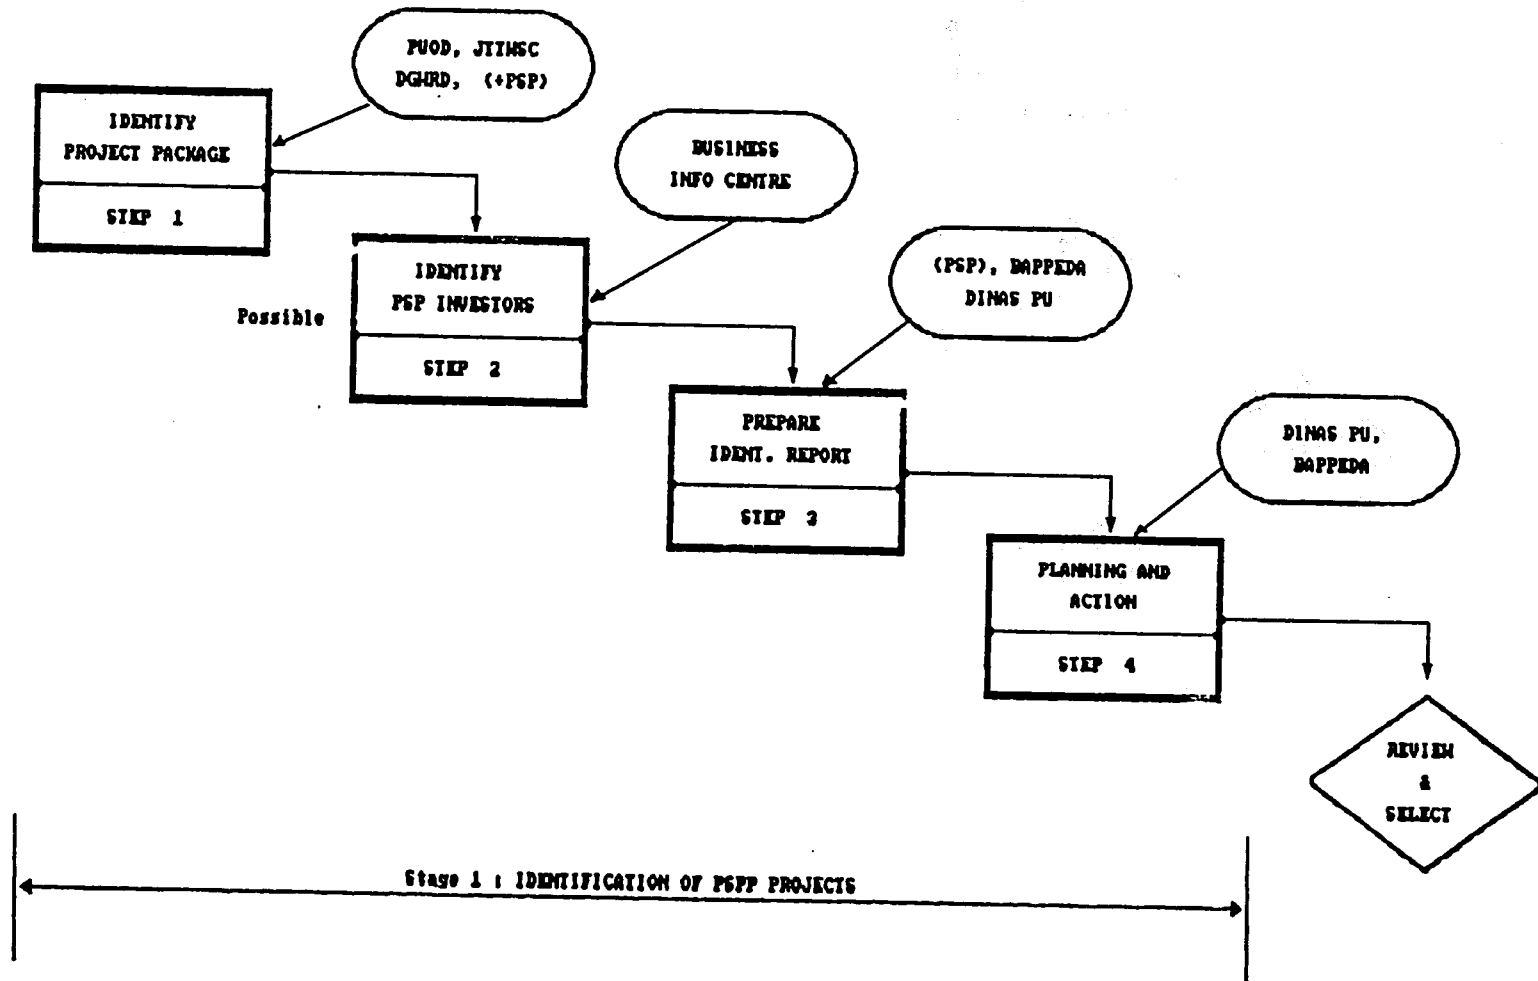 PUOD, JTTWSC
DGWRD, (+PSP)
IDENTIFY
PROJECT PACKAGE
STEP 1
BUSINESS
INFO CENTRE
IDENTIFY
PSP INVESTORS
Possible
STEP 2
(PSP), BAPPEDA
DINAS PU
PREPARE
IDENT. REPORT
STEP 3
DINAS PU,
BAPPEDA
PLANNING AND
ACTION
STEP 4
REVIEW
&
SELECT
Stage 1 : IDENTIFICATION OF PSPP PROJECTS